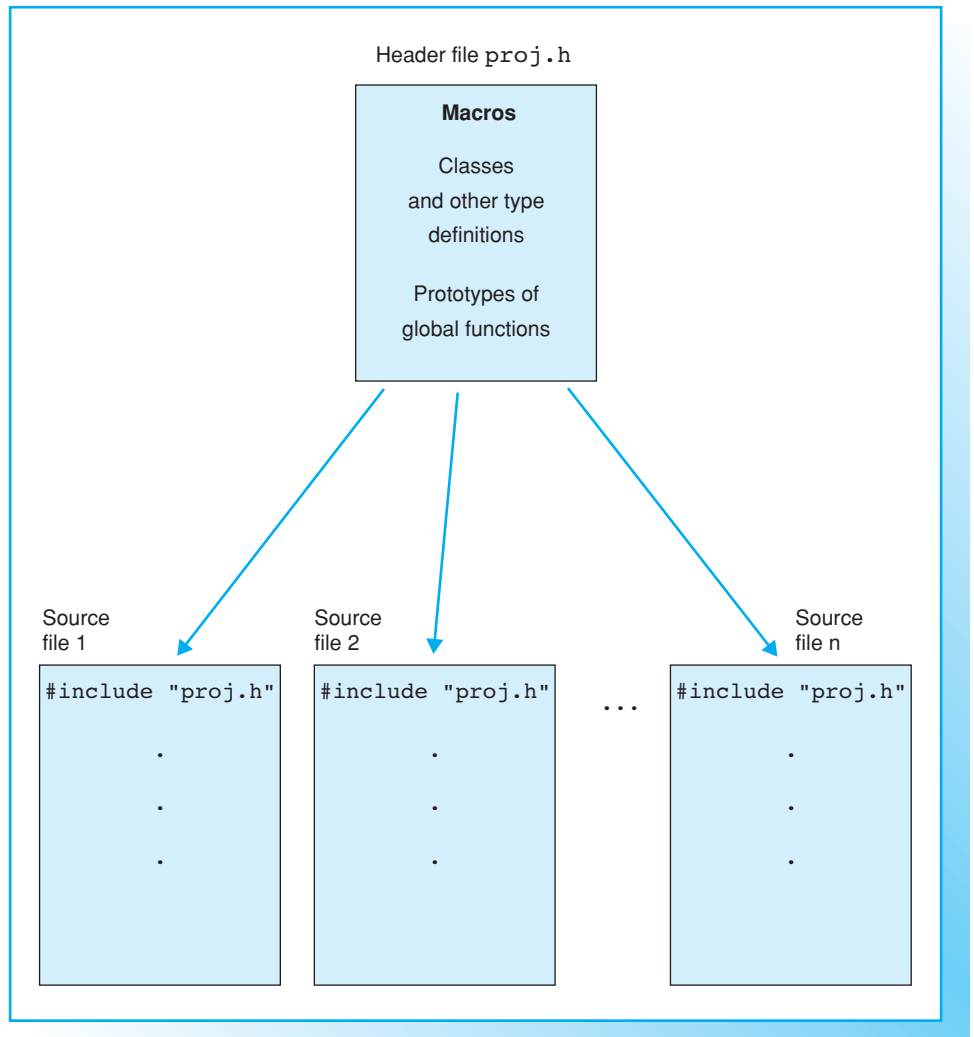 Header file proj.h
Macros
Classes
and other type
definitions
Prototypes of
global functions
Source
file 1
#include "proj.h"
.
.
.
Source
file 2
#include "proj.h"
.
.
.
...
Source
file n
#include "proj.h"
.
.
.